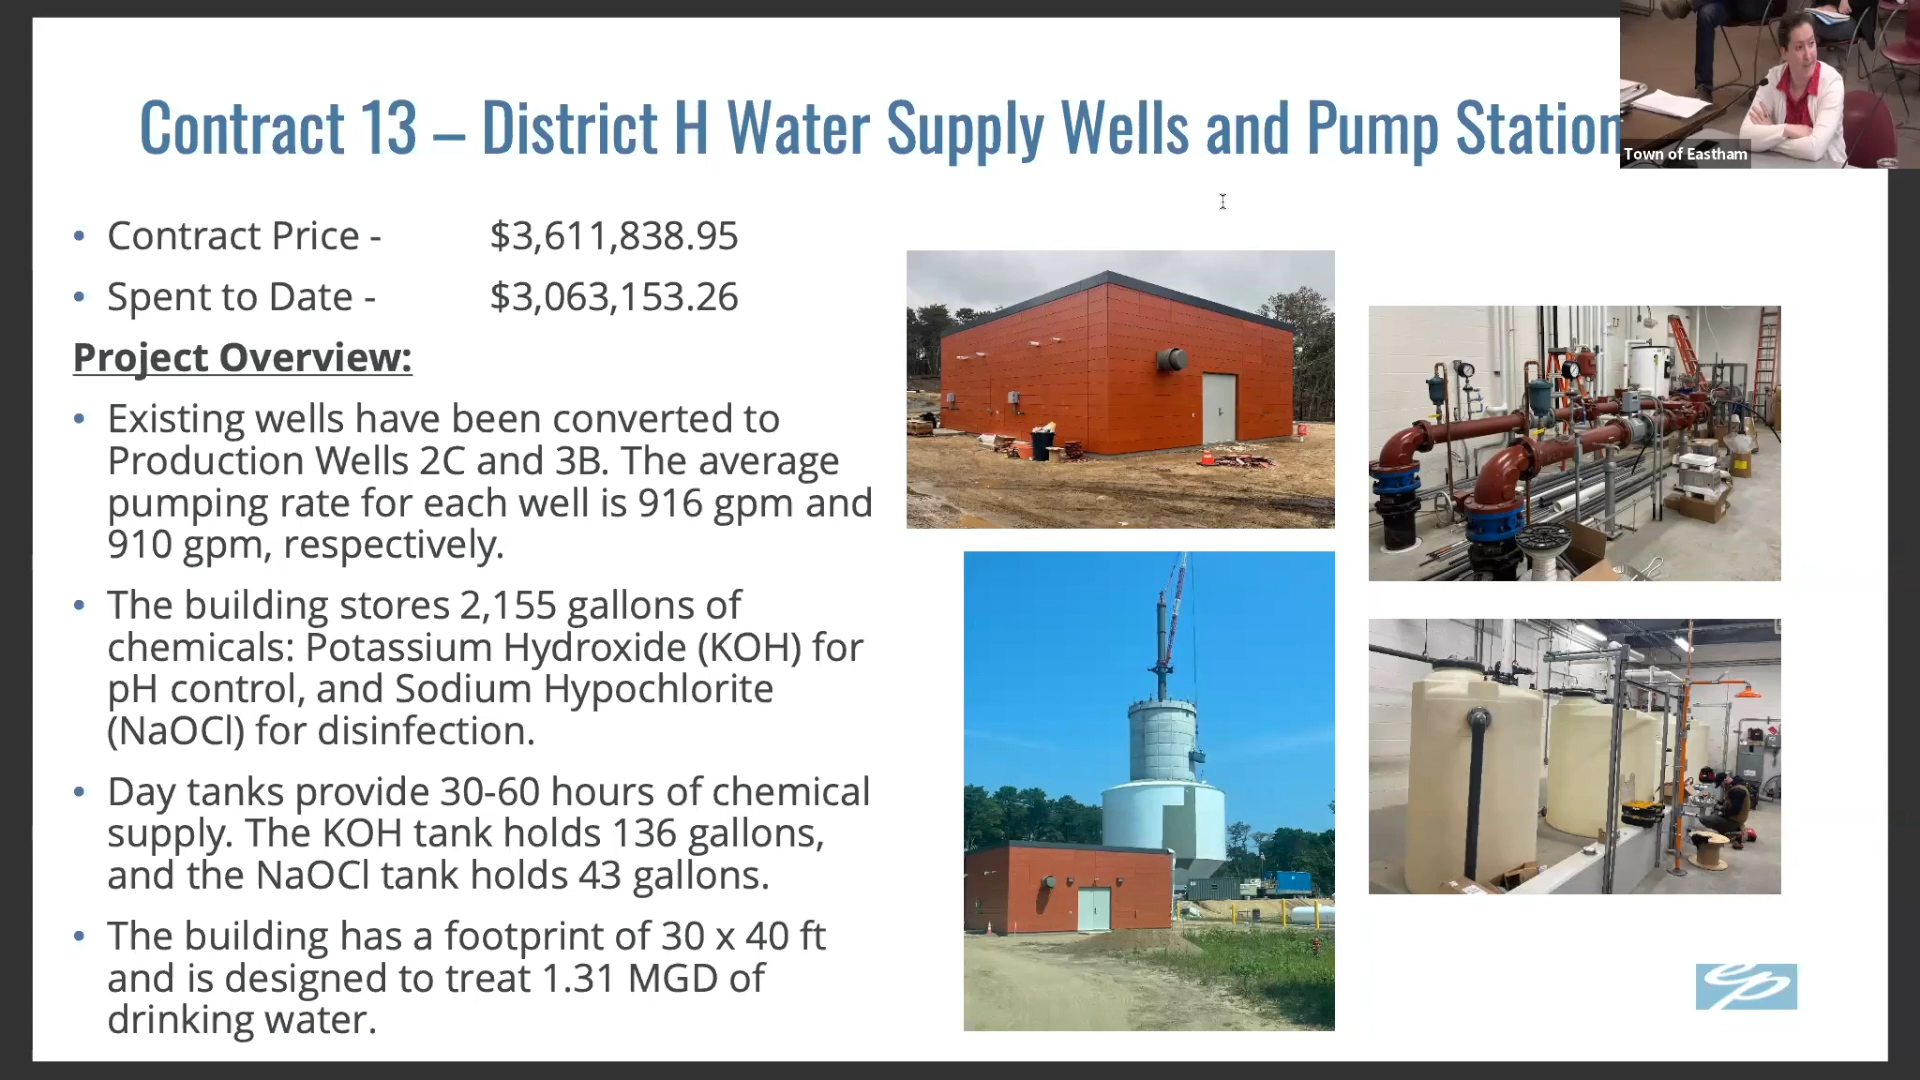 Contract 13 – District H Water Supply Wells and Pump Station
Town of Eastham
• Contract Price - $3,611,838.95
• Spent to Date - $3,063,153.26
Project Overview:
• Existing wells have been converted to
Production Wells 2C and 3B. The average
pumping rate for each well is 916 gpm and
910 gpm, respectively.
• The building stores 2,155 gallons of
chemicals: Potassium Hydroxide (KOH) for
pH control, and Sodium Hypochlorite
(NaOCl) for disinfection.
• Day tanks provide 30-60 hours of chemical
supply. The KOH tank holds 136 gallons,
and the NaOCl tank holds 43 gallons.
• The building has a footprint of 30 x 40 ft
and is designed to treat 1.31 MGD of
drinking water.
ep